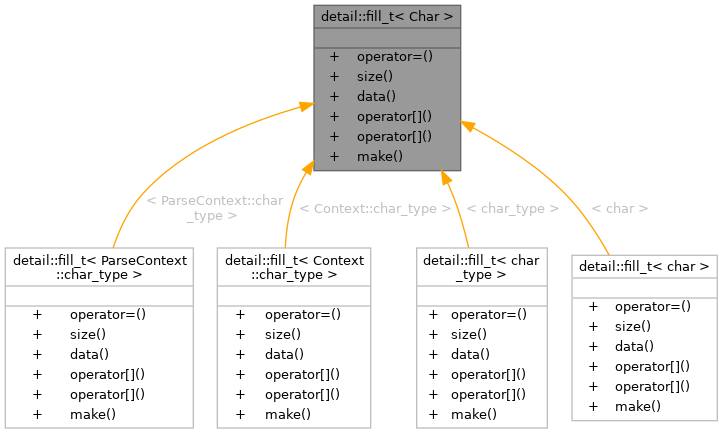 detail::fill_t< Char >
+ operator=()
+ size()
+ data()
+ operator[]()
+ operator[]()
+ make()
< ParseContext::char
_type >
< Context::char_type >
< char_type >
< char >
detail::fill_t< ParseContext
::char_type >
+ operator=()
+ size()
+ data()
+ operator[]()
+ operator[]()
+ make()
detail::fill_t< Context
::char_type >
+ operator=()
+ size()
+ data()
+ operator[]()
+ operator[]()
+ make()
detail::fill_t< char
_type >
+ operator=()
+ size()
+ data()
+ operator[]()
+ operator[]()
+ make()
detail::fill_t< char >
+ operator=()
+ size()
+ data()
+ operator[]()
+ operator[]()
+ make()